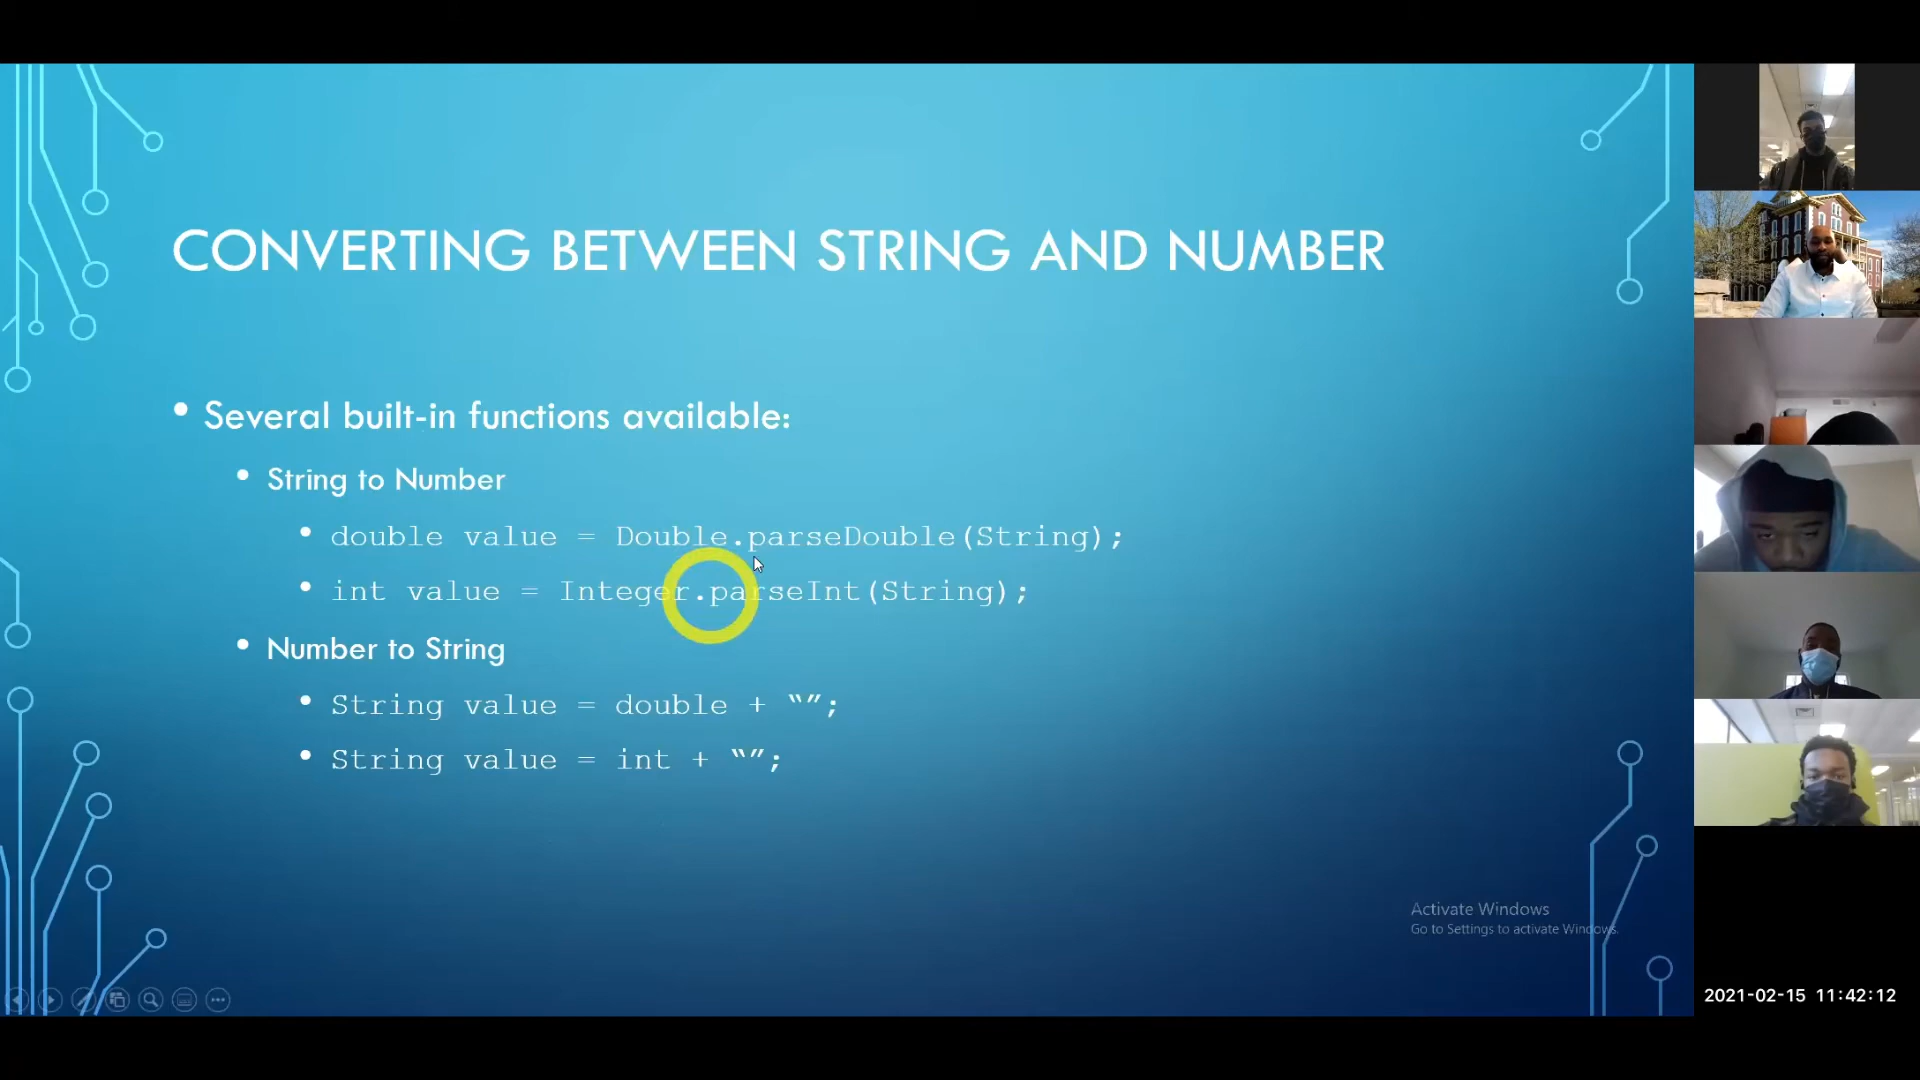 CONVERTING BETWEEN STRING AND NUMBER
• Several built-in functions available:
• String to Number
• double value = Double.parseDouble(String);
• int value = Integer.parseInt(String);
• Number to String
• String value = double + “”;
• String value = int + “”;
Activate Windows
Go to Settings to activate Windows.
2021-02-15 11:42:12